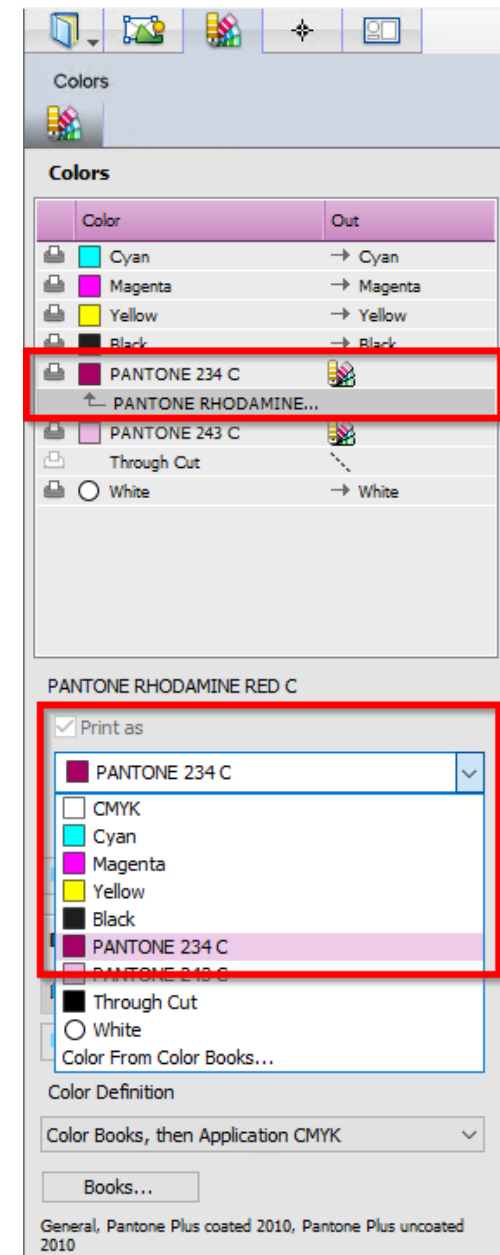 Colors
Colors
Color Out
Cyan Cyan
Magenta Magenta
Yellow Yellow
Black Black
PANTONE 234 C
PANTONE RHODAMINE...
PANTONE 243 C
Through Cut
White White
PANTONE RHODAMINE RED C
Print as
PANTONE 234 C
CMYK
Cyan
Magenta
Yellow
Black
PANTONE 234 C
PANTONE 243 C
Through Cut
White
Color From Color Books...
Color Definition
Color Books, then Application CMYK
Books...
General, Pantone Plus coated 2010, Pantone Plus uncoated
2010